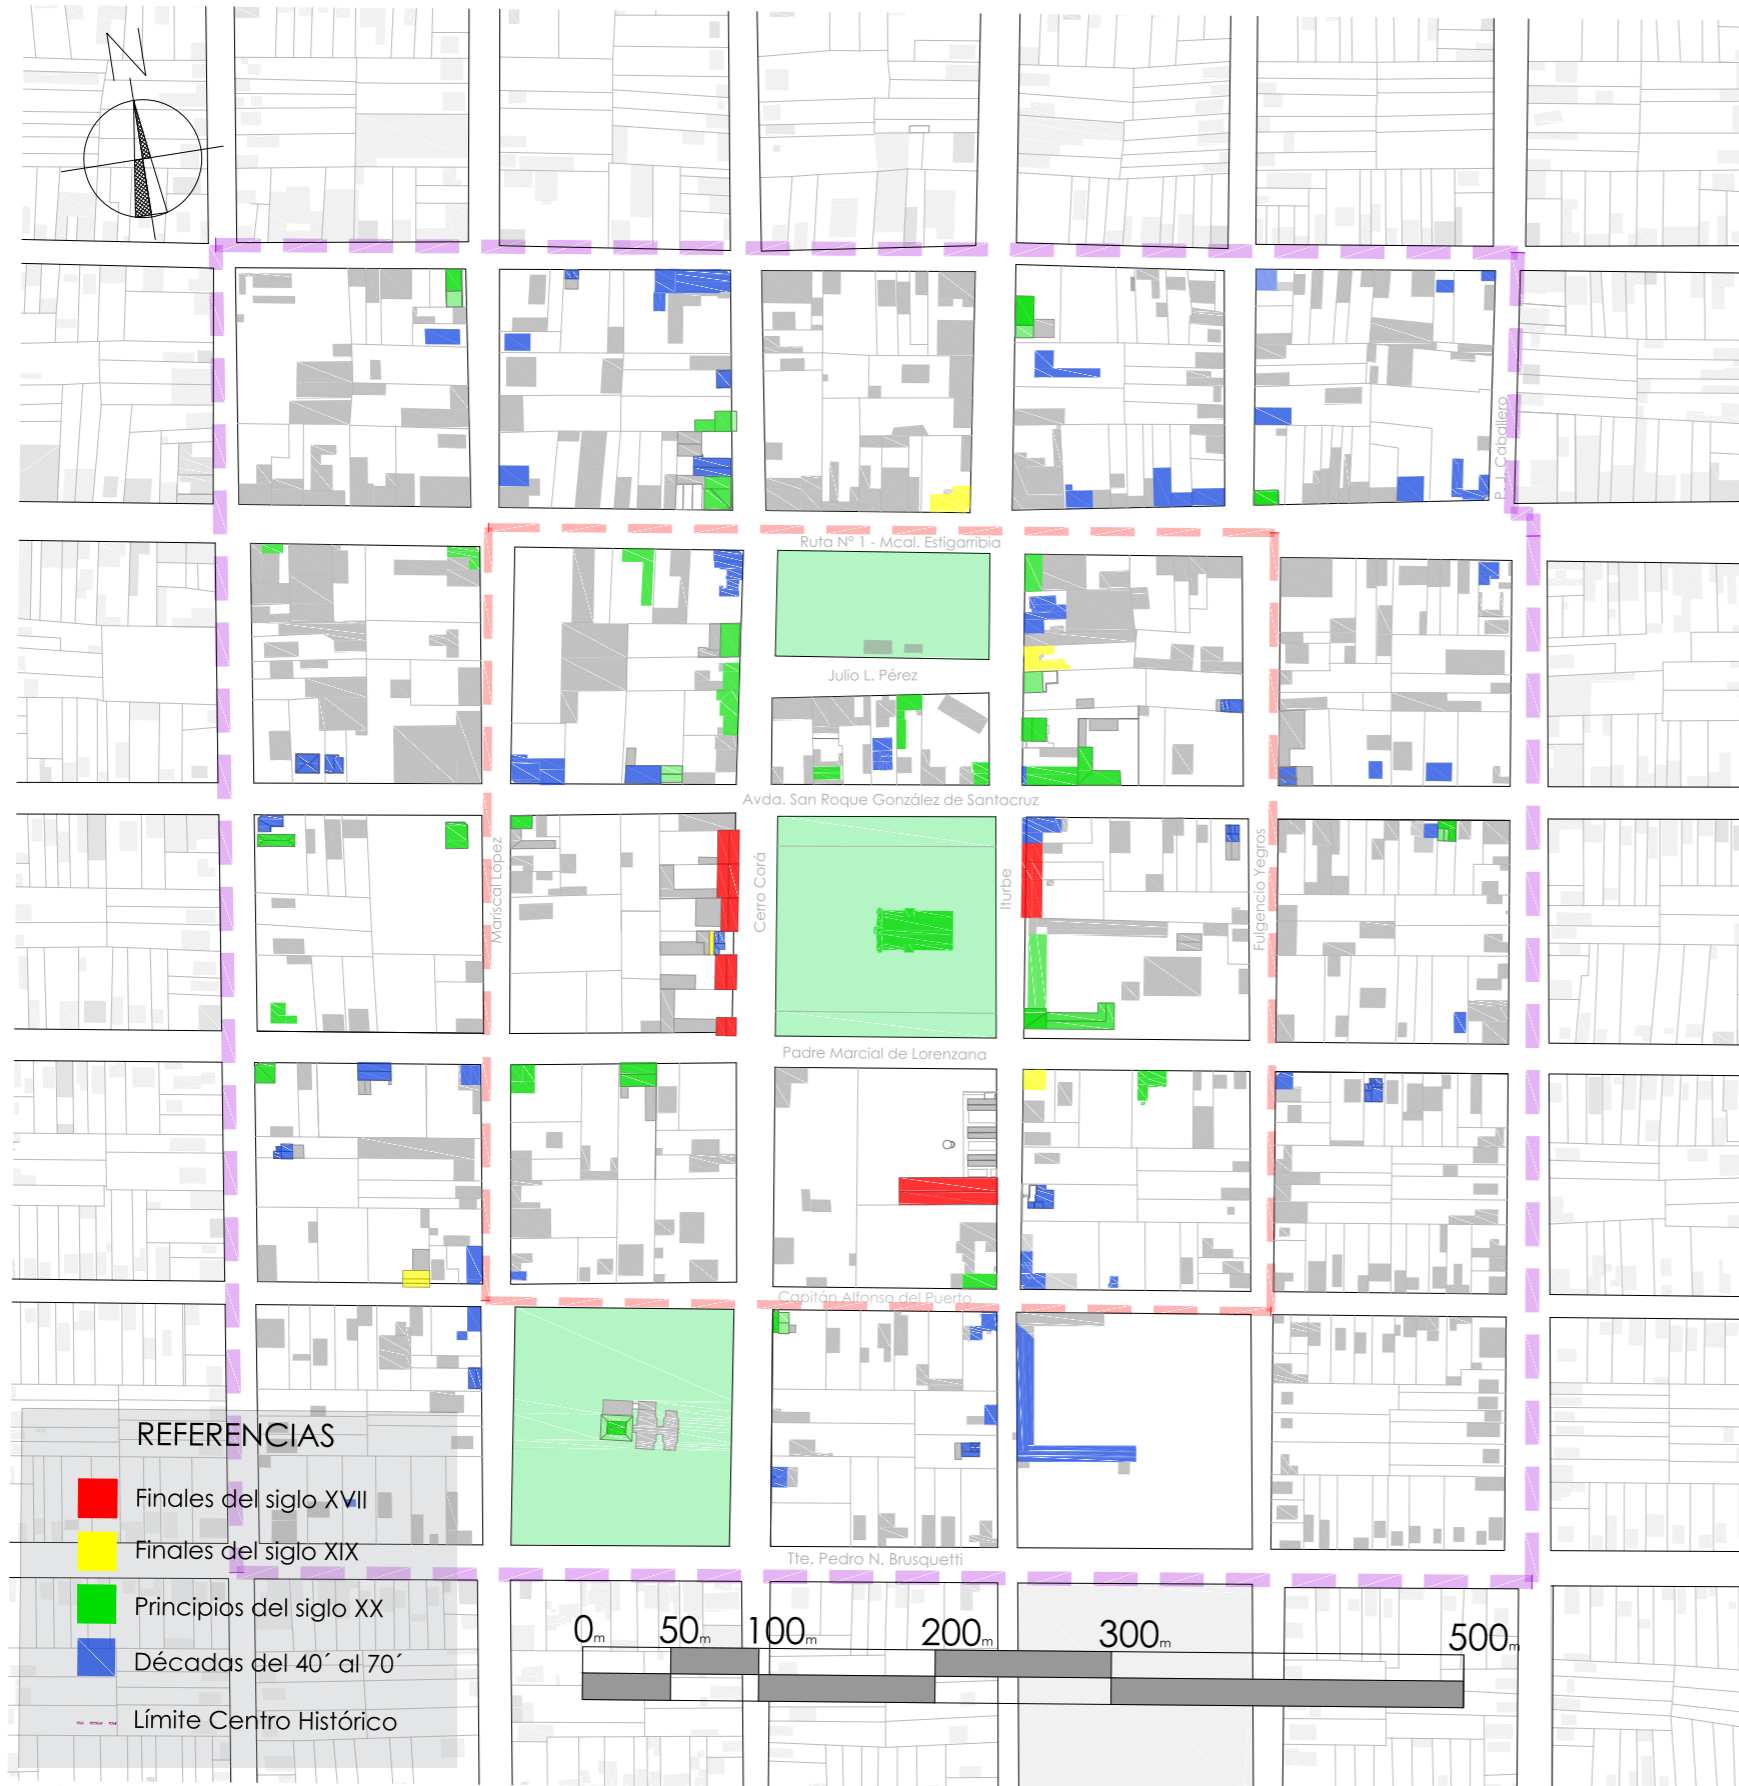 N
P. J. Caballero
Ruta Nº 1 - Mcal. Estigarribia
Julio L. Pérez
Avda. San Roque González de Santacruz
Mariscal López
Cerro Corá
Iturbe
Fulgencio Yegros
Padre Marcial de Lorenzana
Capitán Alfonso del Puerto
Tte. Pedro N. Brusquetti
REFERENCIAS
Finales del siglo XVII
Finales del siglo XIX
Principios del siglo XX
Décadas del 40´ al 70´
Límite Centro Histórico
0m 50m 100m 200m 300m 500m